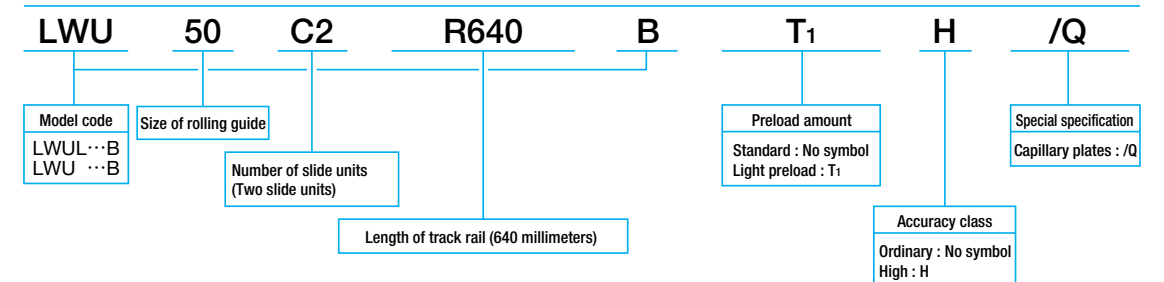 LWU 50 C2 R640 B T1 H /Q
Model code
LWUL…B
LWU …B
Size of rolling guide
Number of slide units
(Two slide units)
Length of track rail (640 millimeters)
Preload amount
Standard : No symbol
Light preload : T1
Accuracy class
Ordinary : No symbol
High : H
Special specification
Capillary plates : /Q